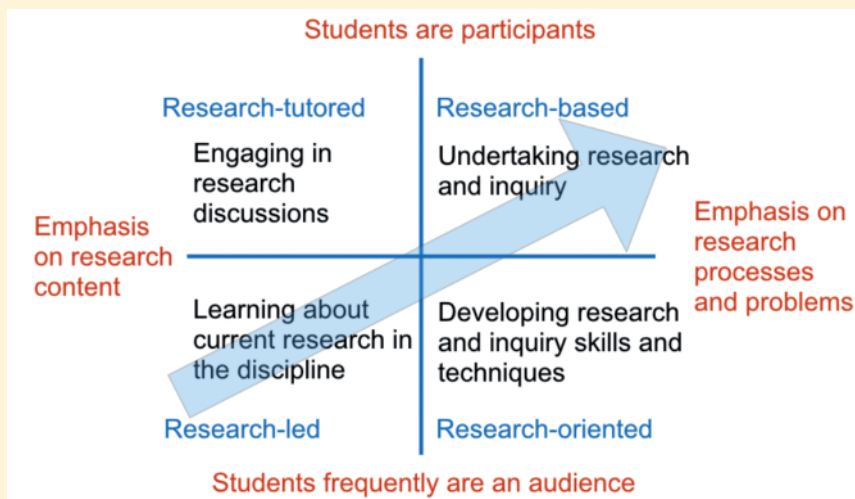 Students are participants
Research-tutored
Research-based
Engaging in
research
discussions
Undertaking research
and inquiry
Emphasis
on research
content
Emphasis on
research
processes
and problems
Learning about
current research in
the discipline
Developing research
and inquiry skills and
techniques
Research-led
Research-oriented
Students frequently are an audience